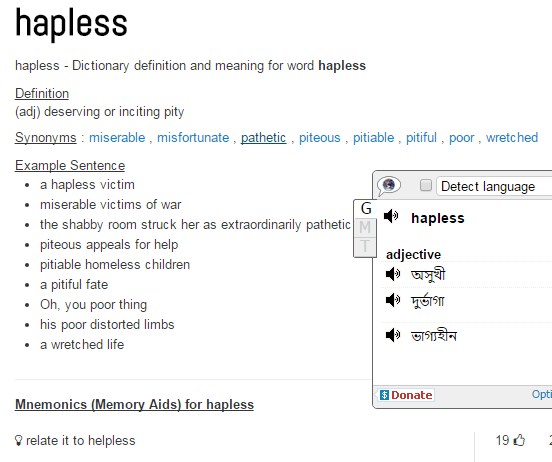 hapless
hapless - Dictionary definition and meaning for word hapless
Definition
(adj) deserving or inciting pity
Synonyms : miserable , misfortunate , pathetic , piteous , pitiable , pitiful , poor , wretched
Example Sentence
a hapless victim
miserable victims of war
the shabby room struck her as extraordinarily pathetic
piteous appeals for help
pitiable homeless children
a pitiful fate
Oh, you poor thing
his poor distorted limbs
a wretched life
Detect language
G
M
T
hapless
adjective
অসুখী
দুর্ভাগা
ভাগ্যহীন
$ Donate
Opti
Mnemonics (Memory Aids) for hapless
relate it to helpless
19
2